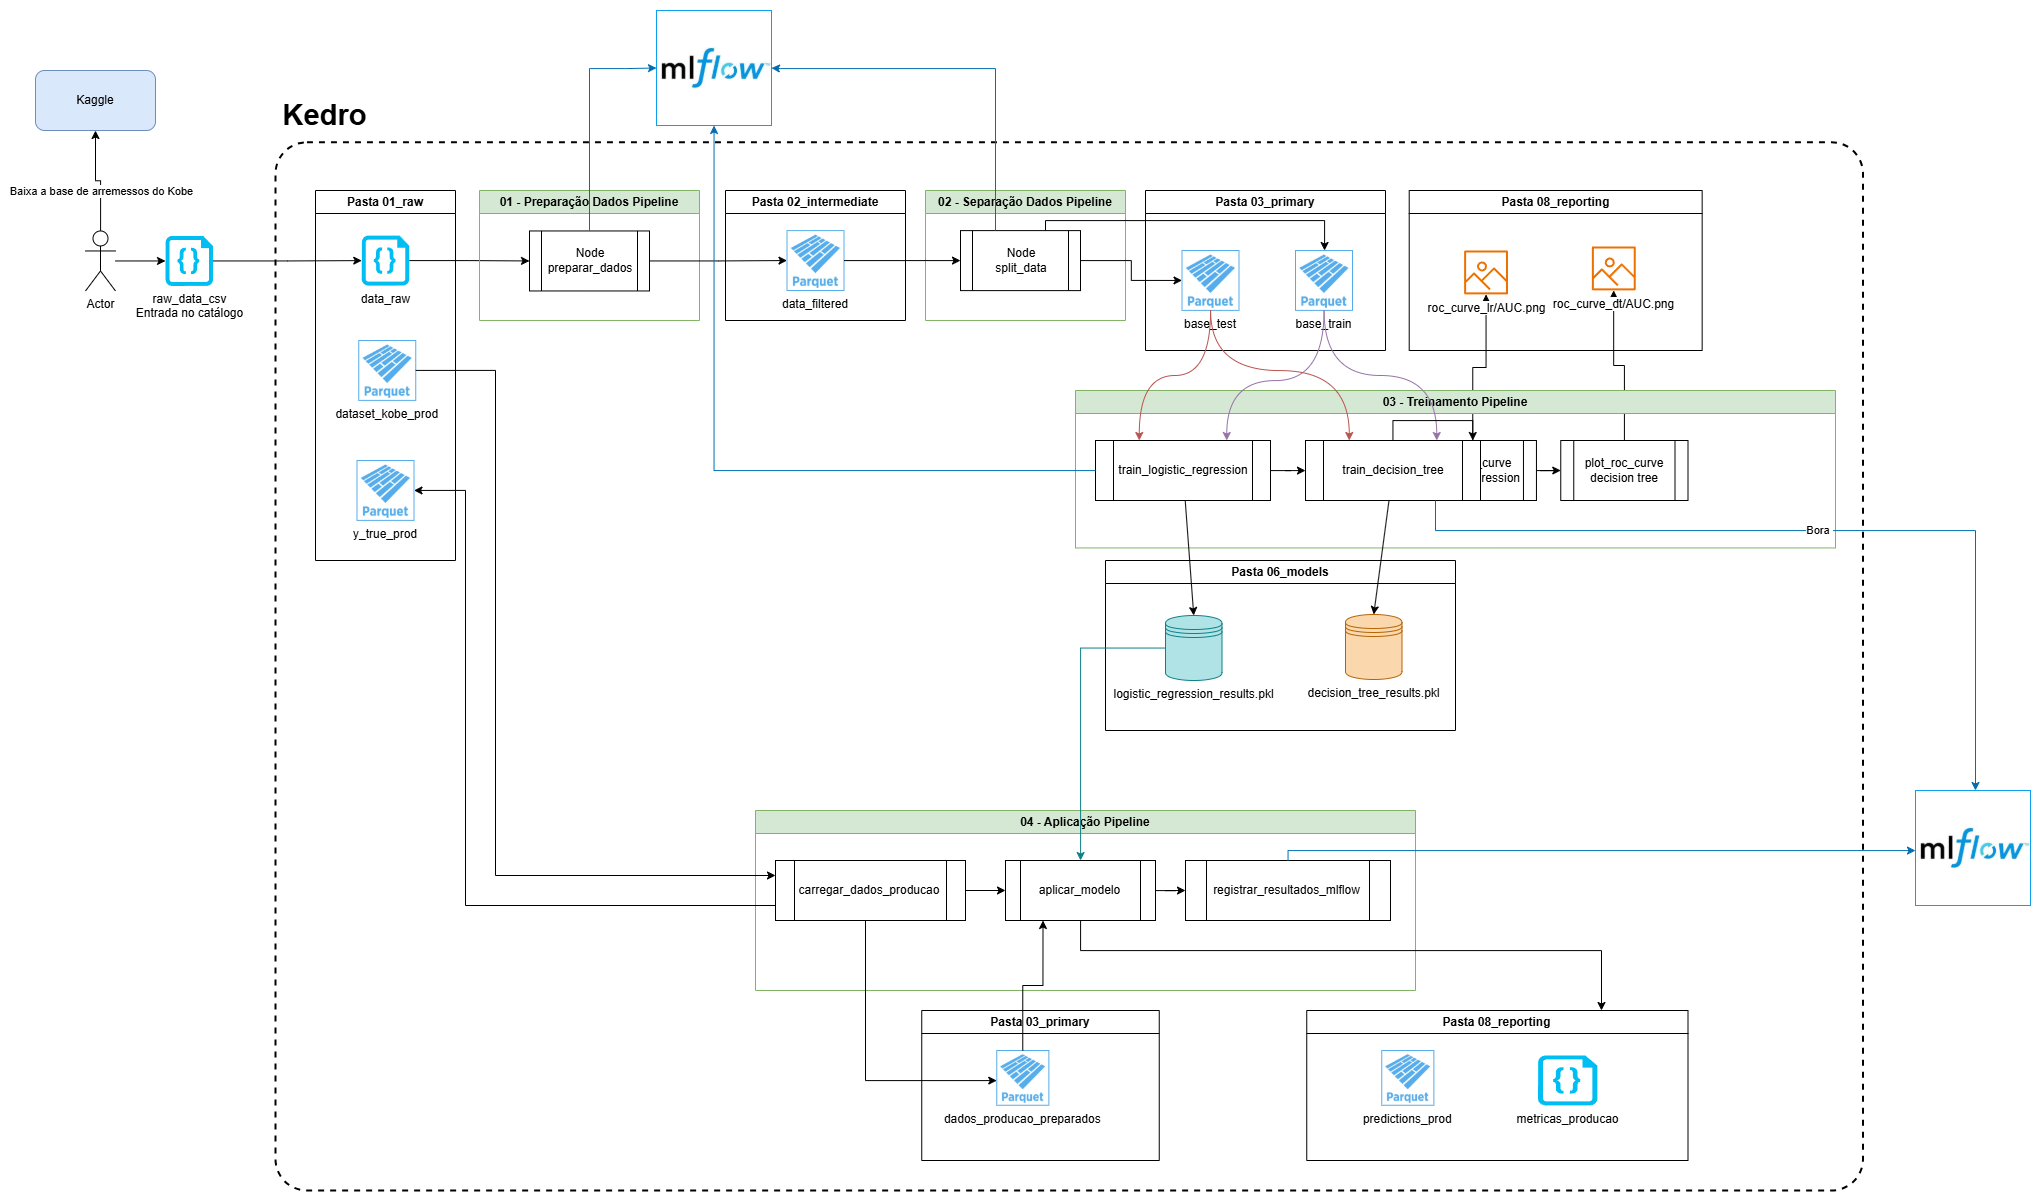 mlflow
Kaggle
Kedro
Baixa a base de arremessos do Kobe
Actor
raw_data_csv
Entrada no catálogo
Pasta 01_raw
data_raw
Parquet
dataset_kobe_prod
Parquet
y_true_prod
01 - Preparação Dados Pipeline
Node
preparar_dados
Pasta 02_intermediate
Parquet
data_filtered
02 - Separação Dados Pipeline
Node
split_data
Pasta 03_primary
Parquet
base_test
Parquet
base_train
Pasta 08_reporting
roc_curve_lr/AUC.png
roc_curve_dt/AUC.png
03 - Treinamento Pipeline
train_logistic_regression
train_decision_tree
_curve
ression
plot_roc_curve
decision tree
Bora
Pasta 06_models
logistic_regression_results.pkl
decision_tree_results.pkl
mlflow
04 - Aplicação Pipeline
carregar_dados_producao
aplicar_modelo
registrar_resultados_mlflow
Pasta 03_primary
Parquet
dados_producao_preparados
Pasta 08_reporting
Parquet
predictions_prod
metricas_producao